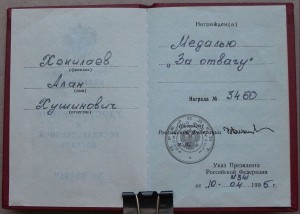 Хокилаев
(фамилия)
Алан
(имя)
Хушинович
(отчество)
Награжден(а)
Медалью
„За отвагу"
Награда № 3460
Президент
Российской Федерации
Указ Президента
Российской Федерации
от 10 - 04 1995 г.